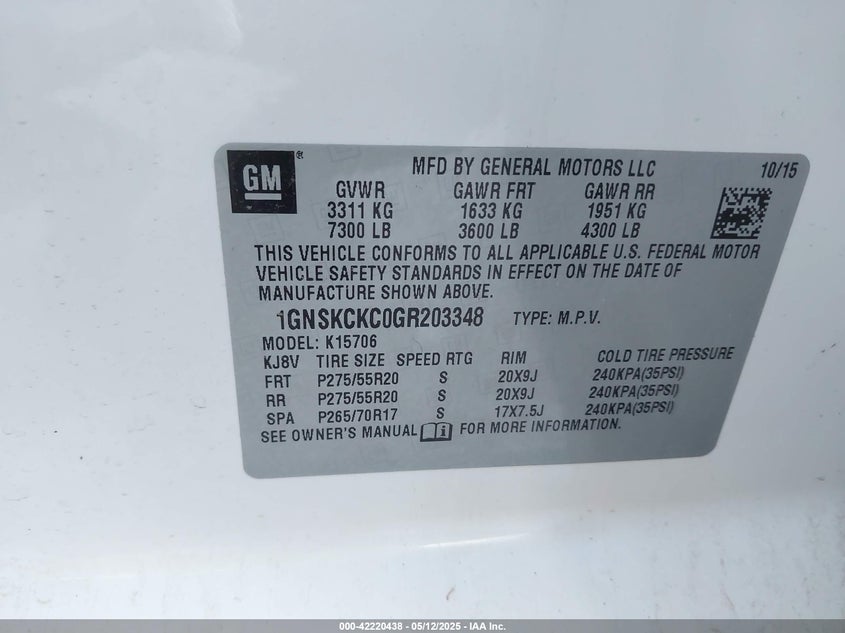 GM®
MFD BY GENERAL MOTORS LLC 10/15
GVWR GAWR FRT GAWR RR
3311 KG 1633 KG 1951 KG
7300 LB 3600 LB 4300 LB
THIS VEHICLE CONFORMS TO ALL APPLICABLE U.S. FEDERAL MOTOR
VEHICLE SAFETY STANDARDS IN EFFECT ON THE DATE OF
MANUFACTURE SHOWN ABOVE.
1GNSKCKC0GR203348 TYPE: M.P.V.
MODEL: K15706
KJ8V TIRE SIZE SPEED RTG RIM COLD TIRE PRESSURE
FRT P275/55R20 S 20X9J 240KPA(35PSI)
RR P275/55R20 S 20X9J 240KPA(35PSI)
SPA P265/70R17 S 17X7.5J 240KPA(35PSI)
SEE OWNER'S MANUAL FOR MORE INFORMATION.
000-42220438 - 05/12/2025 - IAA Inc.